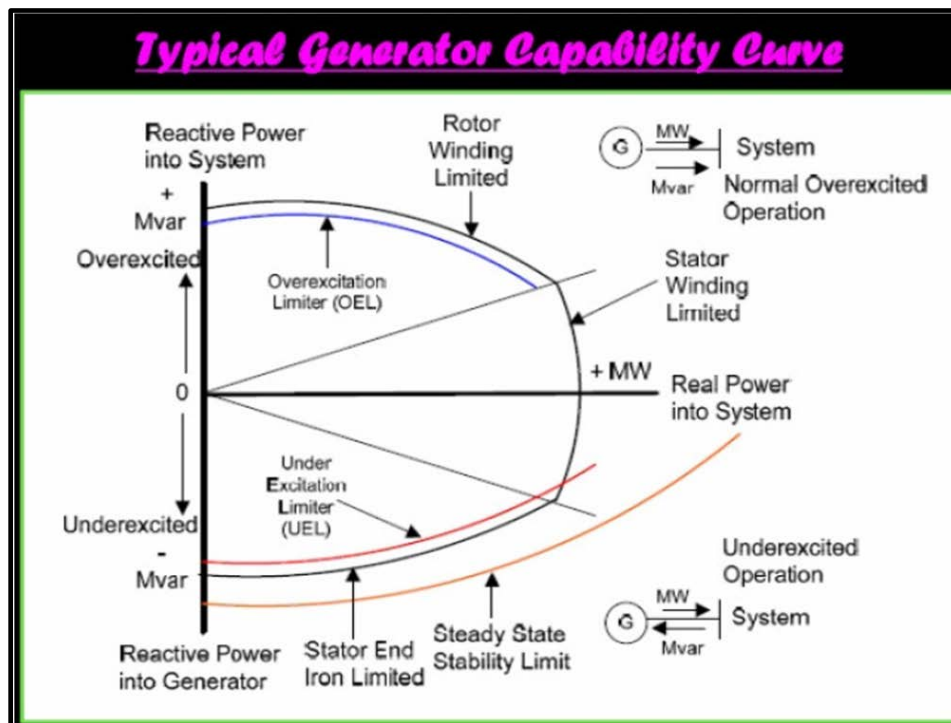 Typical Generator Capability Curve
Reactive Power
into System
+
Mvar
Overexcited
0
Underexcited
-
Mvar
Reactive Power
into Generator
Rotor
Winding
Limited
Overexcitation
Limiter (OEL)
G
MW
Mvar
System
Normal Overexcited
Operation
Stator
Winding
Limited
+ MW
Real Power
into System
Under
Excitation
Limiter
(UEL)
Stator End
Iron Limited
Steady State
Stability Limit
Underexcited
Operation
G
MW
Mvar
System